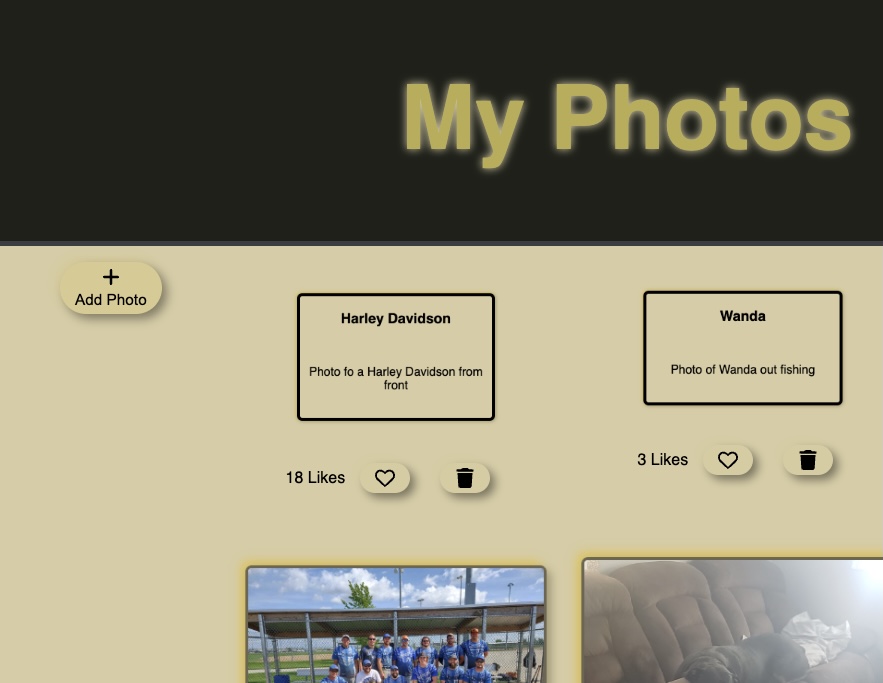 My Photos
Add Photo
Harley Davidson
Photo fo a Harley Davidson from
front
18 Likes
Wanda
Photo of Wanda out fishing
3 Likes